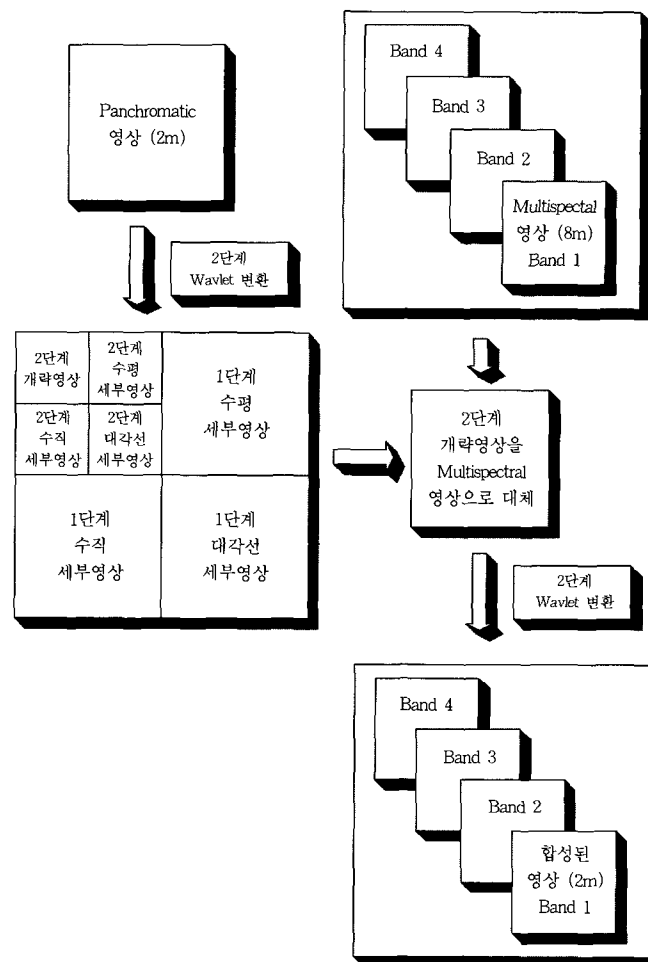 Panchromatic
영상 (2m)
Band 4
Band 3
Band 2
Multispectal
영상 (8m)
Band 1
2단계
Wavlet 변환
2단계
개략영상
2단계
수평
세부영상
1단계
수평
세부영상
2단계
수직
세부영상
2단계
대각선
세부영상
1단계
수직
세부영상
1단계
대각선
세부영상
2단계
개략영상을
Multispectral
영상으로 대체
2단계
Wavlet 변환
Band 4
Band 3
Band 2
합성된
영상 (2m)
Band 1